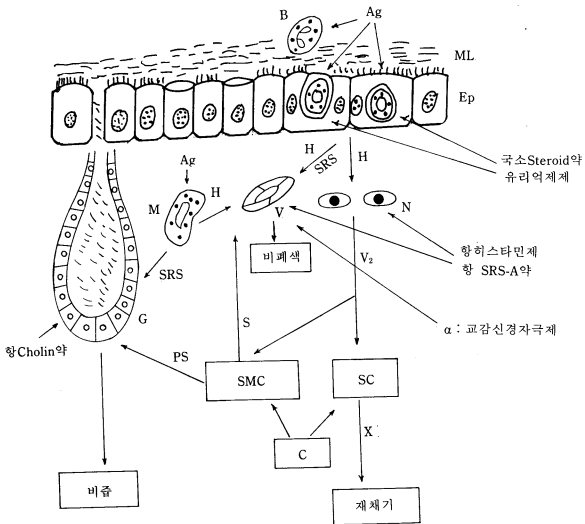 B
Ag
ML
Ep
국소Steroid약
유리억제제
H
SRS
H
Ag
H
M
V
N
비폐색
V₂
항히스타민제
항 SRS-A약
SRS
G
S
α : 교감신경자극제
항Cholin약
PS
SMC
SC
C
X
비즙
재채기